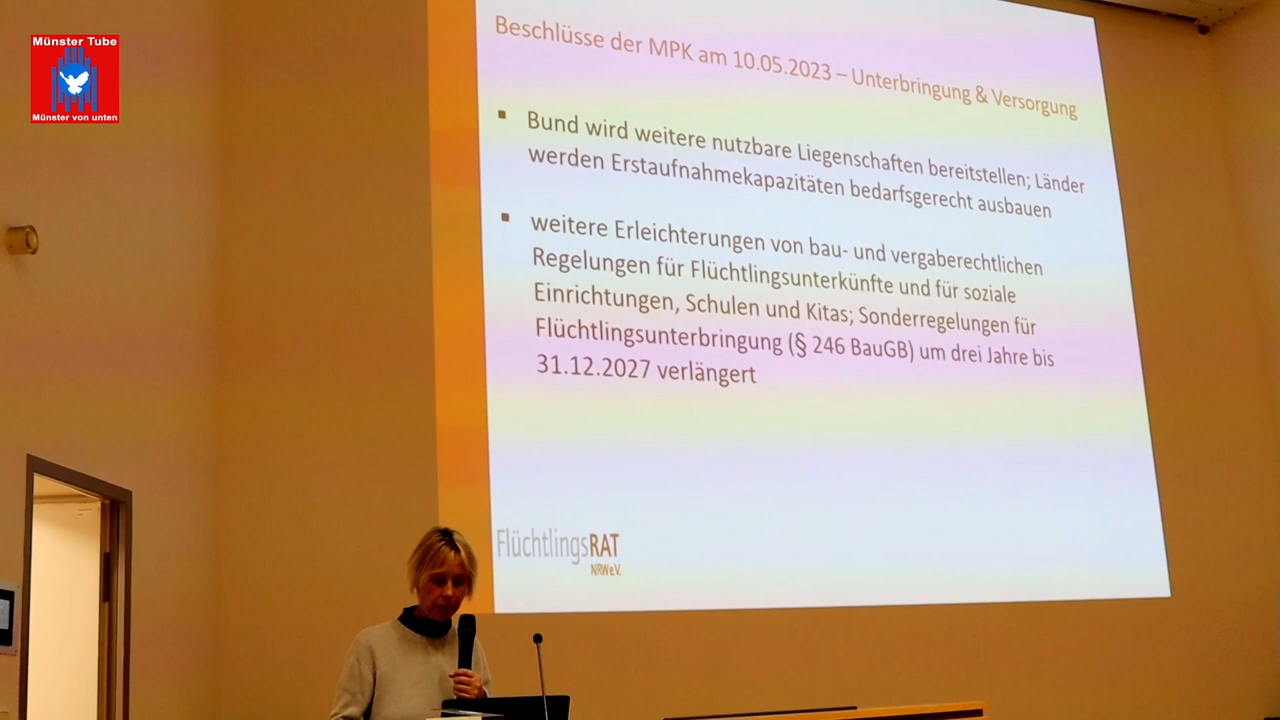 Münster Tube
Münster von unten
Beschlüsse der MPK am 10.05.2023 – Unterbringung & Versorgung
▪ Bund wird weitere nutzbare Liegenschaften bereitstellen; Länder
werden Erstaufnahmekapazitäten bedarfsgerecht ausbauen
▪ weitere Erleichterungen von bau- und vergaberechtlichen
Regelungen für Flüchtlingsunterkünfte und für soziale
Einrichtungen, Schulen und Kitas; Sonderregelungen für
Flüchtlingsunterbringung (§ 246 BauGB) um drei Jahre bis
31.12.2027 verlängert
FlüchtlingsRAT
NRW e.V.